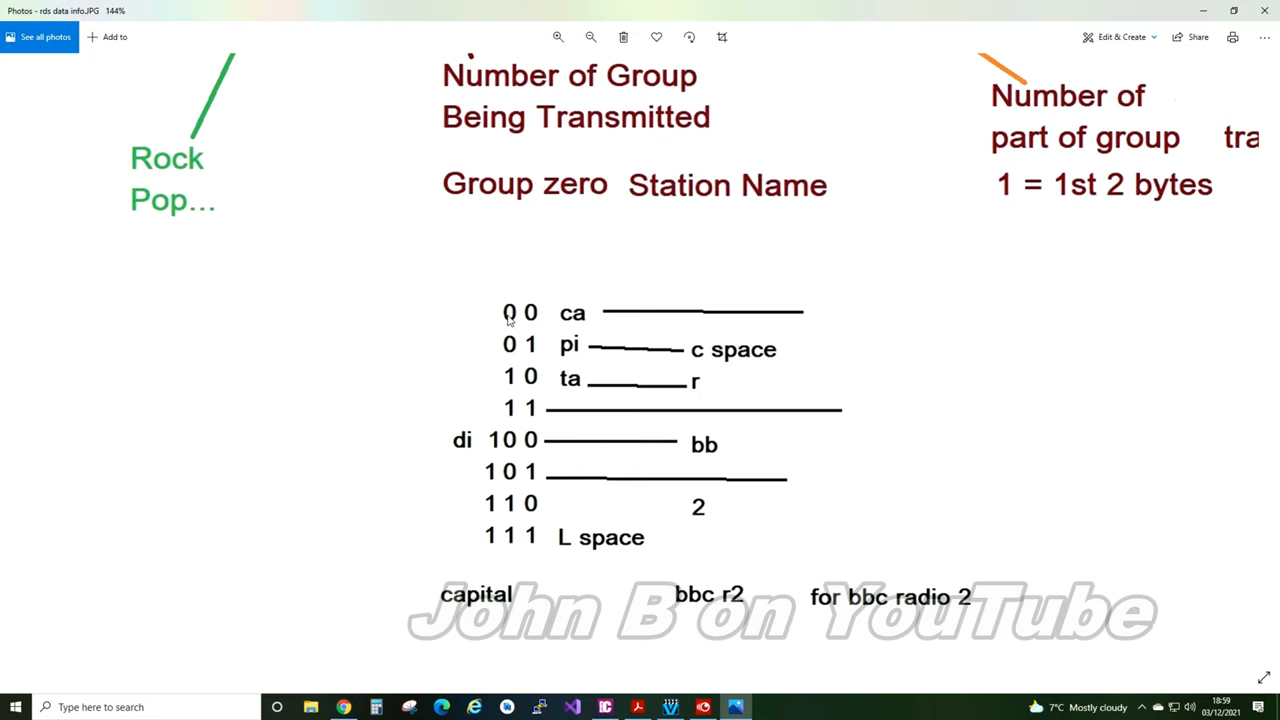 Photos - rds data info.JPG 144%
See all photos Add to Edit & Create Share
Number of Group
Being Transmitted
Number of
part of group tra
1 = 1st 2 bytes
Rock
Pop...
Group zero Station Name
0 0 ca
0 1 pi c space
1 0 ta r
1 1
di 1 0 0 bb
1 0 1
1 1 0 2
1 1 1 L space
capital bbc r2 for bbc radio 2
John B on YouTube
Type here to search
7°C Mostly cloudy
18:59
03/12/2021